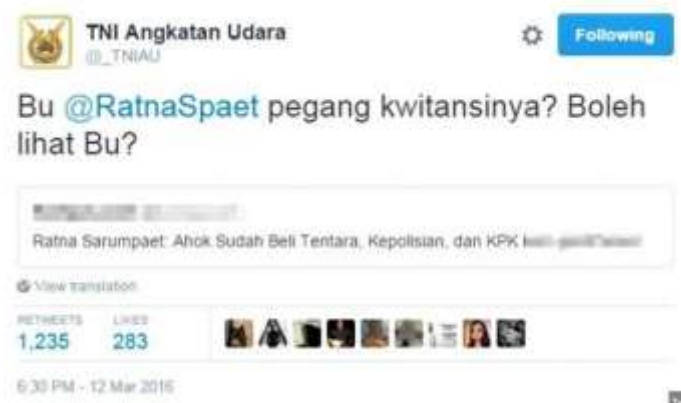 TNI Angkatan Udara
@_TNIAU
Following
Bu @RatnaSpaet pegang kwitansinya? Boleh
lihat Bu?
Ratna Sarumpaet: Ahok Sudah Beli Tentara, Kepolisian, dan KPK
View translation
RETWEETS LIKES
1,235 283
6:30 PM - 12 Mar 2016